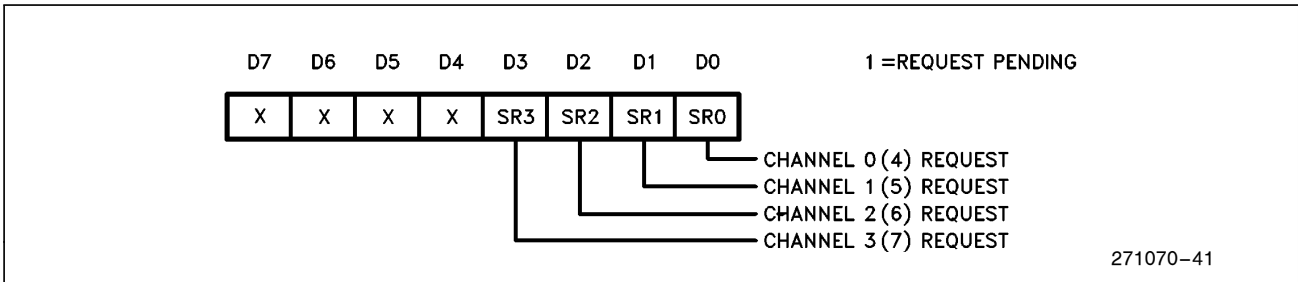 D7 D6 D5 D4 D3 D2 D1 D0 1 =REQUEST PENDING
X X X X SR3 SR2 SR1 SR0
CHANNEL 0(4) REQUEST
CHANNEL 1(5) REQUEST
CHANNEL 2(6) REQUEST
CHANNEL 3(7) REQUEST
271070-41